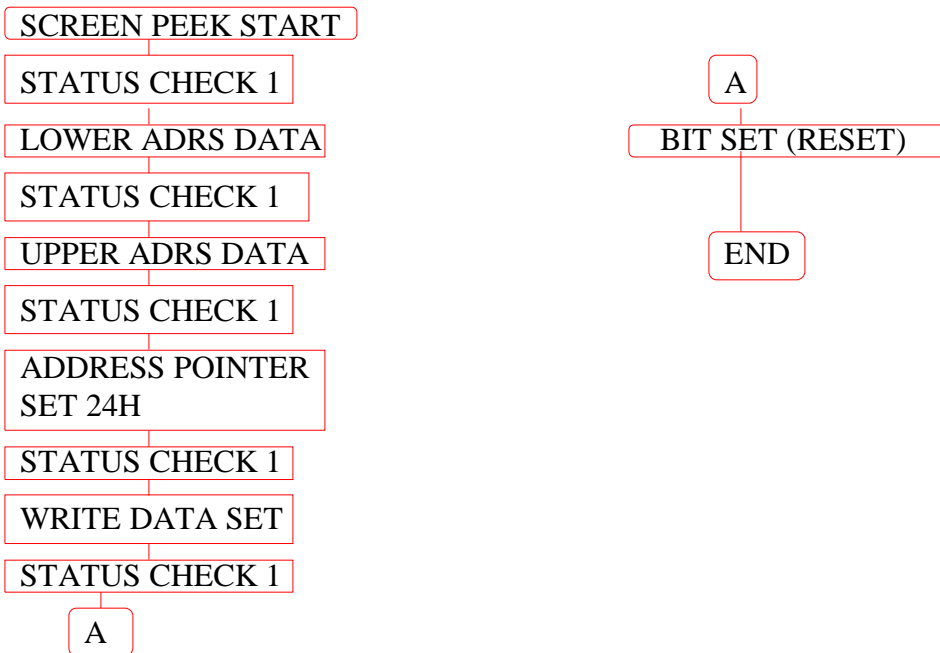 SCREEN PEEK START
STATUS CHECK 1
LOWER ADRS DATA
STATUS CHECK 1
UPPER ADRS DATA
STATUS CHECK 1
ADDRESS POINTER
SET 24H
STATUS CHECK 1
WRITE DATA SET
STATUS CHECK 1
A
A
BIT SET (RESET)
END